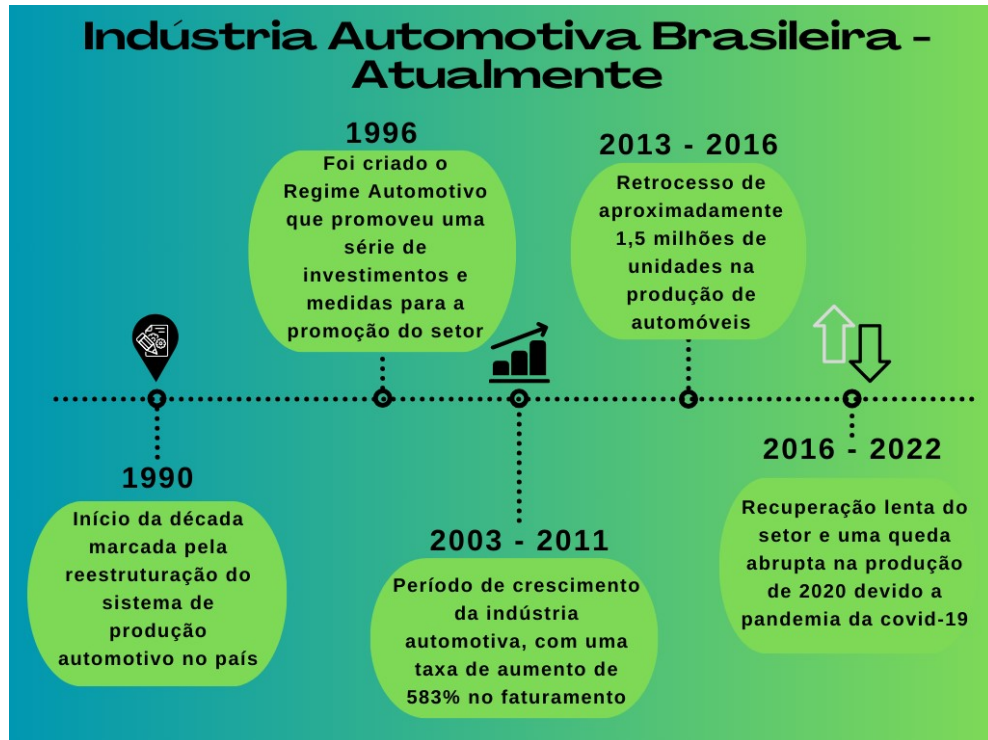 Indústria Automotiva Brasileira -
Atualmente
1996
Foi criado o
Regime Automotivo
que promoveu uma
série de
investimentos e
medidas para a
promoção do setor
2013 - 2016
Retrocesso de
aproximadamente
1,5 milhões de
unidades na
produção de
automóveis
1990
Início da década
marcada pela
reestruturação do
sistema de
produção
automotivo no país
2003 - 2011
Período de crescimento
da indústria
automotiva, com uma
taxa de aumento de
583% no faturamento
2016 - 2022
Recuperação lenta do
setor e uma queda
abrupta na produção
de 2020 devido a
pandemia da covid-19